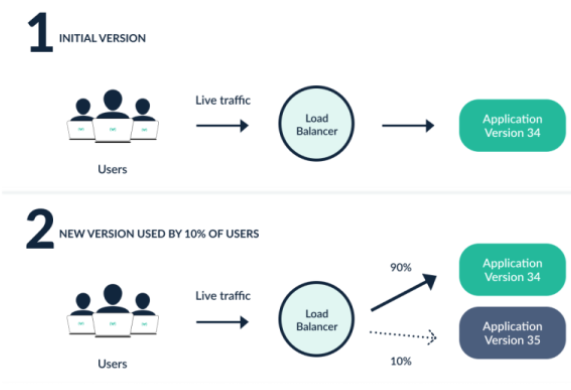 1 INITIAL VERSION
Live traffic
Load
Balancer
Application
Version 34
Users
2 NEW VERSION USED BY 10% OF USERS
Live traffic
Load
Balancer
90%
10%
Application
Version 34
Application
Version 35
Users